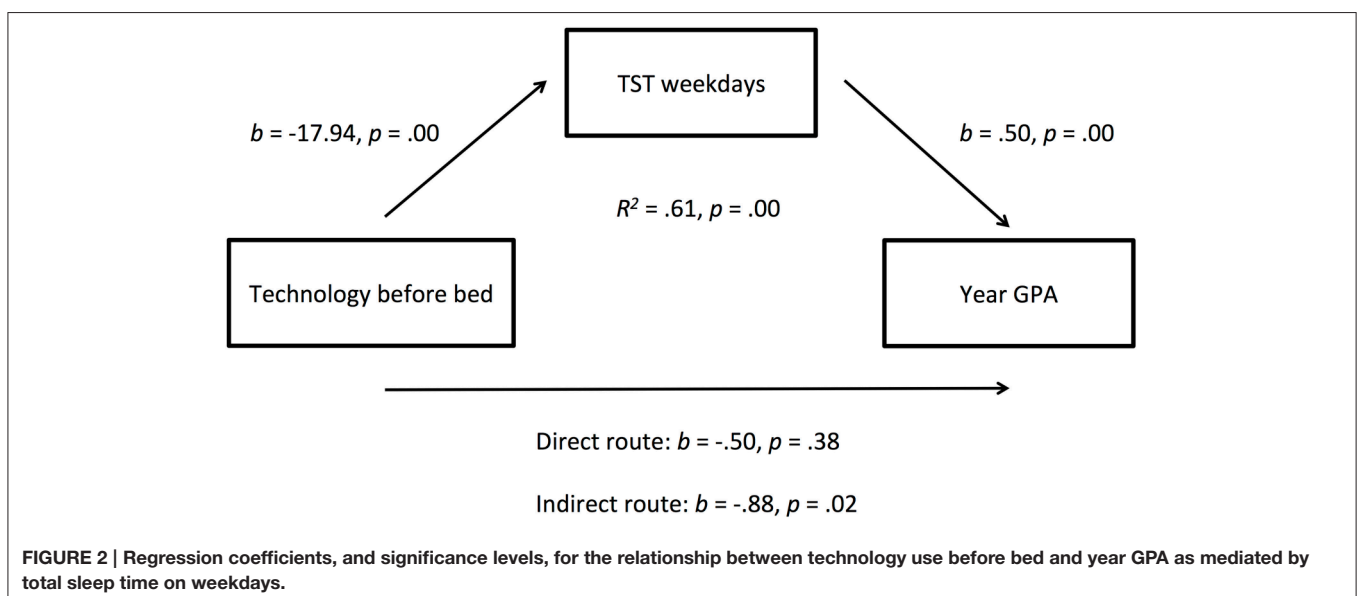 TST weekdays
b = -17.94, p = .00
b = .50, p = .00
R² = .61, p = .00
Technology before bed
Year GPA
Direct route: b = -.50, p = .38
Indirect route: b = -.88, p = .02
FIGURE 2 | Regression coefficients, and significance levels, for the relationship between technology use before bed and year GPA as mediated by
total sleep time on weekdays.